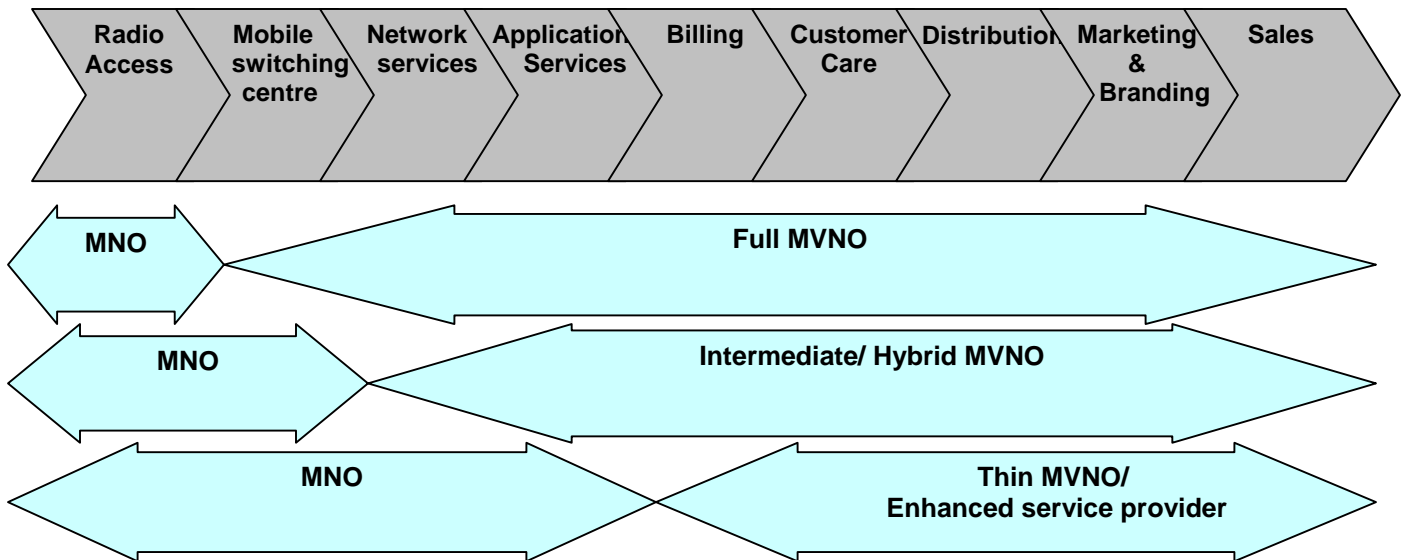 Radio
Access
Mobile
switching
centre
Network
services
Application
Services
Billing
Customer
Care
Distribution
Marketing
&
Branding
Sales
MNO
Full MVNO
MNO
Intermediate/ Hybrid MVNO
MNO
Thin MVNO/
Enhanced service provider